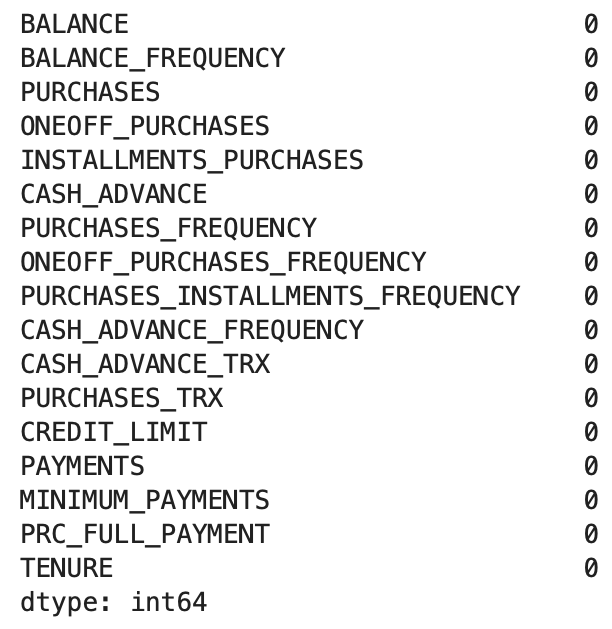 BALANCE 0
BALANCE_FREQUENCY 0
PURCHASES 0
ONEOFF_PURCHASES 0
INSTALLMENTS_PURCHASES 0
CASH_ADVANCE 0
PURCHASES_FREQUENCY 0
ONEOFF_PURCHASES_FREQUENCY 0
PURCHASES_INSTALLMENTS_FREQUENCY 0
CASH_ADVANCE_FREQUENCY 0
CASH_ADVANCE_TRX 0
PURCHASES_TRX 0
CREDIT_LIMIT 0
PAYMENTS 0
MINIMUM_PAYMENTS 0
PRC_FULL_PAYMENT 0
TENURE 0
dtype: int64